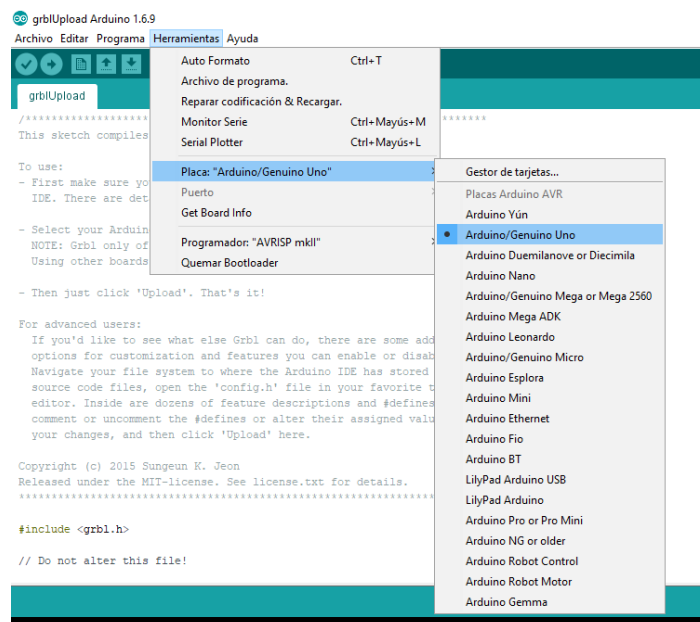 grblUpload Arduino 1.6.9
Archivo Editar Programa Herramientas Ayuda
Auto Formato Ctrl+T
Archivo de programa.
Reparar codificación & Recargar.
Monitor Serie Ctrl+Mayús+M
Serial Plotter Ctrl+Mayús+L
Placa: "Arduino/Genuino Uno"
Puerto
Get Board Info
Programador: "AVRISP mkII"
Quemar Bootloader
Gestor de tarjetas...
Placas Arduino AVR
Arduino Yún
Arduino/Genuino Uno
Arduino Duemilanove or Diecimila
Arduino Nano
Arduino/Genuino Mega or Mega 2560
Arduino Mega ADK
Arduino Leonardo
Arduino/Genuino Micro
Arduino Esplora
Arduino Mini
Arduino Ethernet
Arduino Fio
Arduino BT
LilyPad Arduino USB
LilyPad Arduino
Arduino Pro or Pro Mini
Arduino NG or older
Arduino Robot Control
Arduino Robot Motor
Arduino Gemma
grblUpload
/*********************
This sketch compiles
To use:
- First make sure yo
IDE. There are det
- Select your Arduin
NOTE: Grbl only of
Using other boards
- Then just click 'Upload'. That's it!
For advanced users:
If you'd like to see what else Grbl can do, there are some add
options for customization and features you can enable or disab
Navigate your file system to where the Arduino IDE has stored
source code files, open the 'config.h' file in your favorite t
editor. Inside are dozens of feature descriptions and #defines
comment or uncomment the #defines or alter their assigned valu
your changes, and then click 'Upload' here.
Copyright (c) 2015 Sungeun K. Jeon
Released under the MIT-license. See license.txt for details.
***************************************************************
#include <grbl.h>
// Do not alter this file!